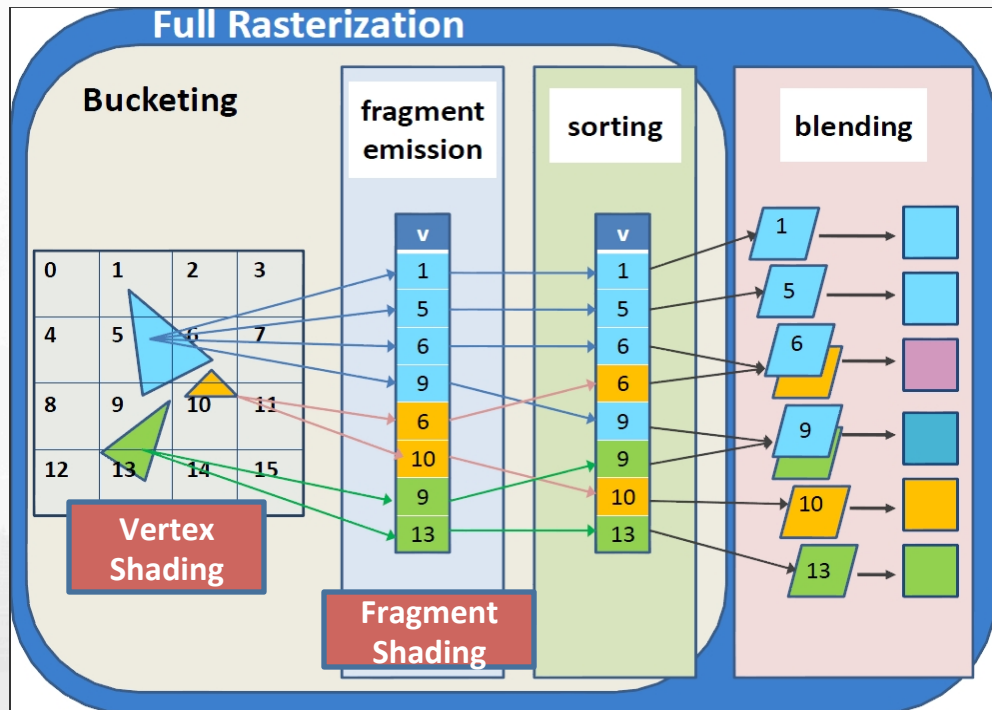 Full Rasterization
Bucketing
fragment
emission
sorting
blending
0 1 2 3
4 5 6 7
8 9 10 11
12 13 14 15
Vertex
Shading
v
1
5
6
9
6
10
9
13
Fragment
Shading
v
1
5
6
6
9
9
10
13
1
5
6
9
10
13